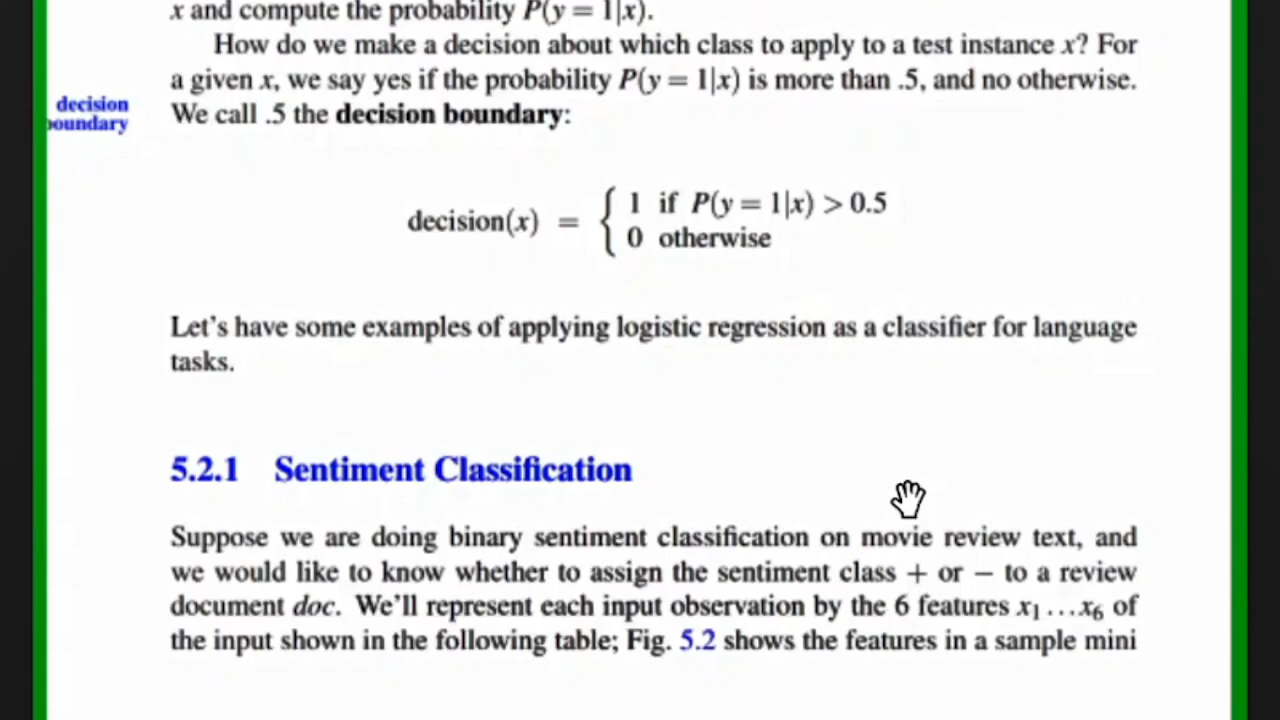 x and compute the probability P(y = 1|x).
How do we make a decision about which class to apply to a test instance x? For
a given x, we say yes if the probability P(y = 1|x) is more than .5, and no otherwise.
decision
boundary
We call .5 the decision boundary:
decision(x) = { 1 if P(y = 1|x) > 0.5
0 otherwise
Let's have some examples of applying logistic regression as a classifier for language
tasks.
5.2.1 Sentiment Classification
Suppose we are doing binary sentiment classification on movie review text, and
we would like to know whether to assign the sentiment class + or − to a review
document doc. We'll represent each input observation by the 6 features x₁...x₆ of
the input shown in the following table; Fig. 5.2 shows the features in a sample mini